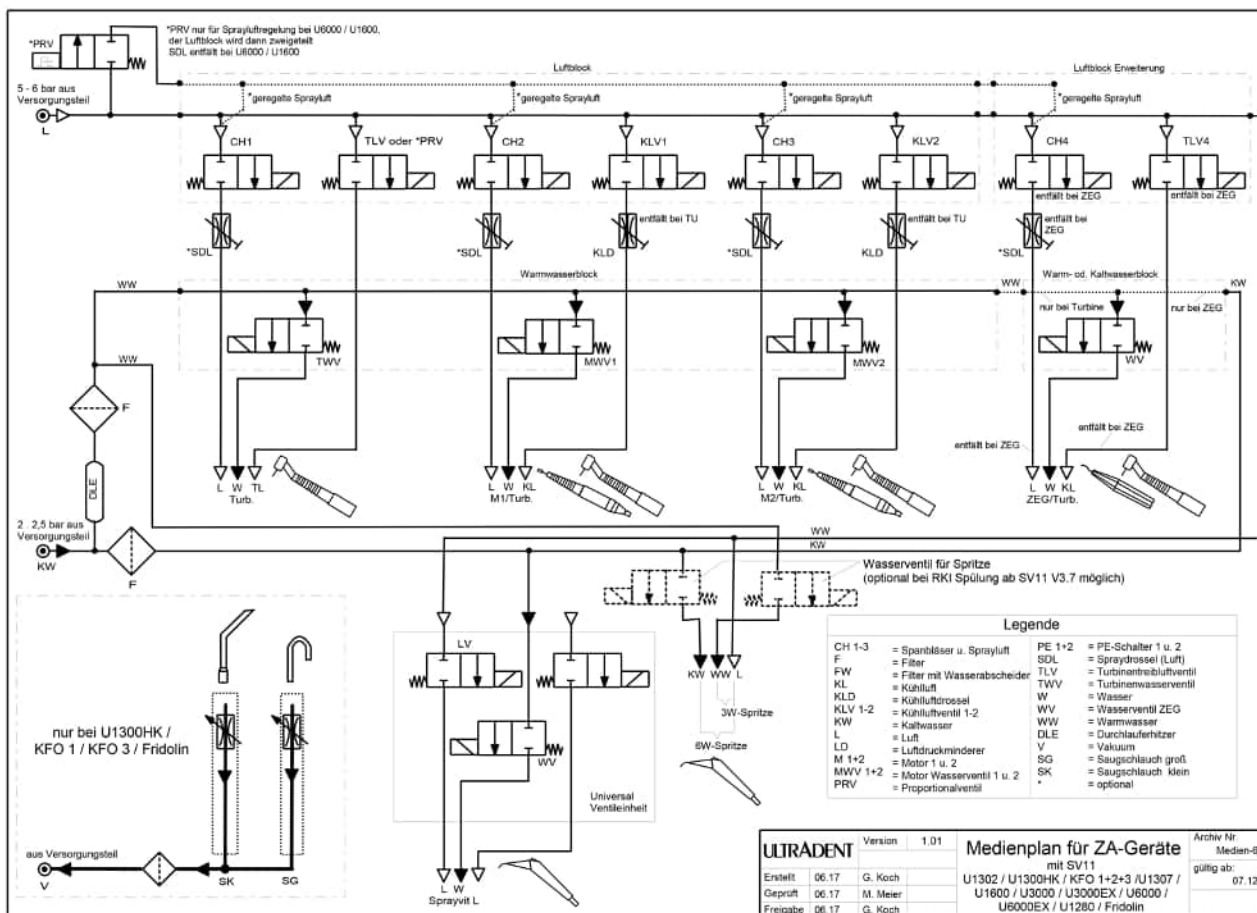 *PRV nur für Sprayluftregelung bei U6000 / U1600,
der Luftblock wird dann zweigeteilt
SDL entfällt bei U6000 / U1600
*PRV
5 - 6 bar aus
Versorgungsteil
L
Luftblock
Luftblock Erweiterung
*geregelte Sprayluft
*geregelte Sprayluft
*geregelte Sprayluft
*geregelte Sprayluft
CH1
TLV oder *PRV
CH2
KLV1
CH3
KLV2
CH4
TLV4
entfällt bei ZEG
entfällt bei ZEG
*SDL
*SDL
entfällt bei TU
KLD
*SDL
entfällt bei TU
KLD
*SDL
entfällt bei
ZEG
WW
Warmwasserblock
WW
Warm- od. Kaltwasserblock
KW
nur bei Turbine
nur bei ZEG
TWV
MWV1
MWV2
WV
WW
F
DLE
entfällt bei ZEG
entfällt bei ZEG
L W TL
Turb.
L W KL
M1/Turb.
L W KL
M2/Turb.
L W KL
ZEG/Turb.
2 . 2,5 bar aus
Versorgungsteil
KW
F
WW
KW
Wasserventil für Spritze
(optional bei RKI Spülung ab SV11 V3.7 möglich)
LV
WV
Universal
Ventileinheit
L W L
Sprayvit
KW WW L
3W-Spritze
6W-Spritze
nur bei U1300HK /
KFO 1 / KFO 3 / Fridolin
aus Versorgungsteil
V
SK
SG
Legende
CH 1-3 = Spanbläser u. Sprayluft
F = Filter
FW = Filter mit Wasserabscheider
KL = Kühlluft
KLD = Kühlluftdrossel
KLV 1-2 = Kühlluftventil 1-2
KW = Kaltwasser
L = Luft
LD = Luftdruckminderer
M 1+2 = Motor 1 u. 2
MWV 1+2 = Motor Wasserventil 1 u. 2
PRV = Proportionalventil
PE 1+2 = PE-Schalter 1 u. 2
SDL = Spraydrossel (Luft)
TLV = Turbinentreibluftventil
TWV = Turbinenwasserventil
W = Wasser
WV = Wasserventil ZEG
WW = Warmwasser
DLE = Durchlauferhitzer
V = Vakuum
SG = Saugschlauch groß
SK = Saugschlauch klein
* = optional
ULTRADENT
Version 1.01
Erstellt 06.17 G. Koch
Geprüft 06.17 M. Meier
Freigabe 06.17 G. Koch
Medienplan für ZA-Geräte
mit SV11
U1302 / U1300HK / KFO 1+2+3 /U1307 /
U1600 / U3000 / U3000EX / U6000 /
U6000EX / U1280 / Fridolin
Archiv Nr.
gültig ab:
07.12